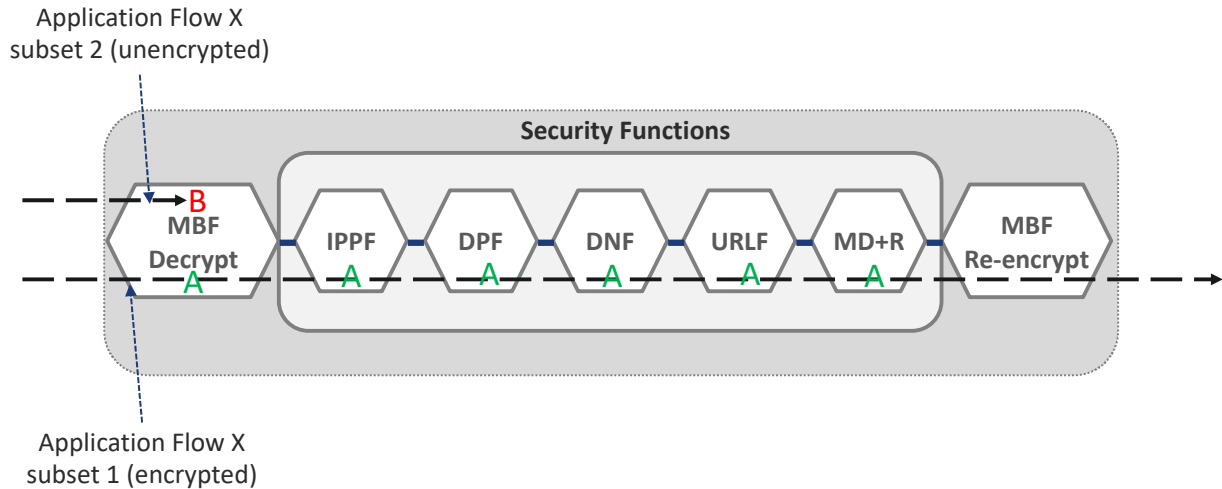 Application Flow X
subset 2 (unencrypted)
Security Functions
B
MBF
Decrypt
A
IPPF
A
DPF
A
DNF
A
URLF
A
MD+R
A
MBF
Re-encrypt
Application Flow X
subset 1 (encrypted)